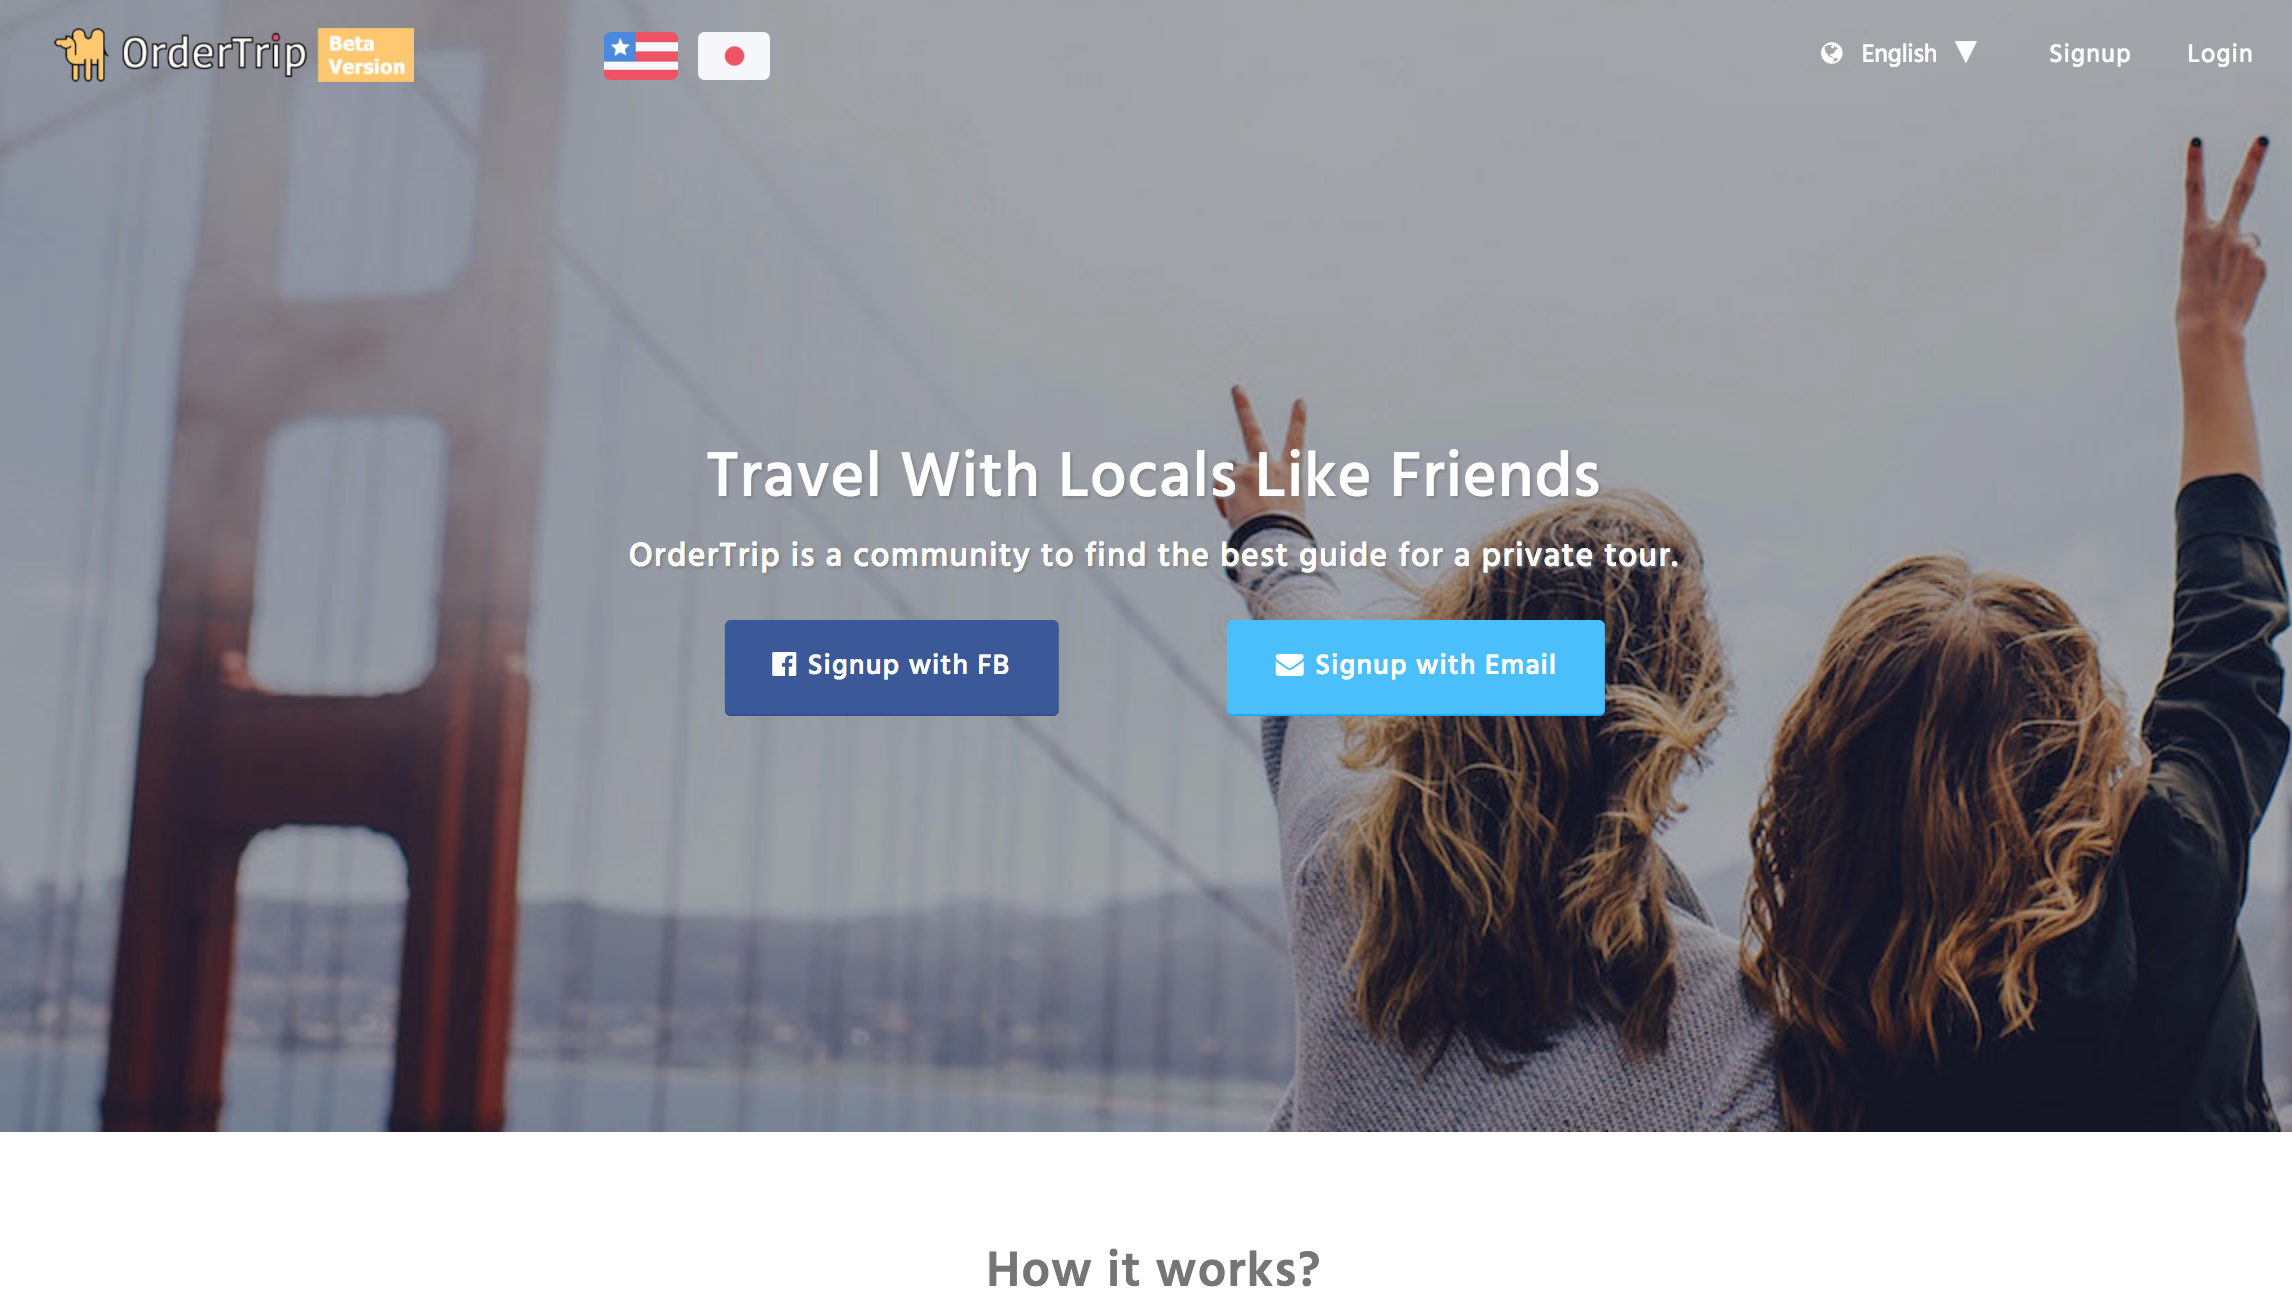 OrderTrip
Beta
Version
English
Signup
Login
Travel With Locals Like Friends
OrderTrip is a community to find the best guide for a private tour.
Signup with FB
Signup with Email
How it works?